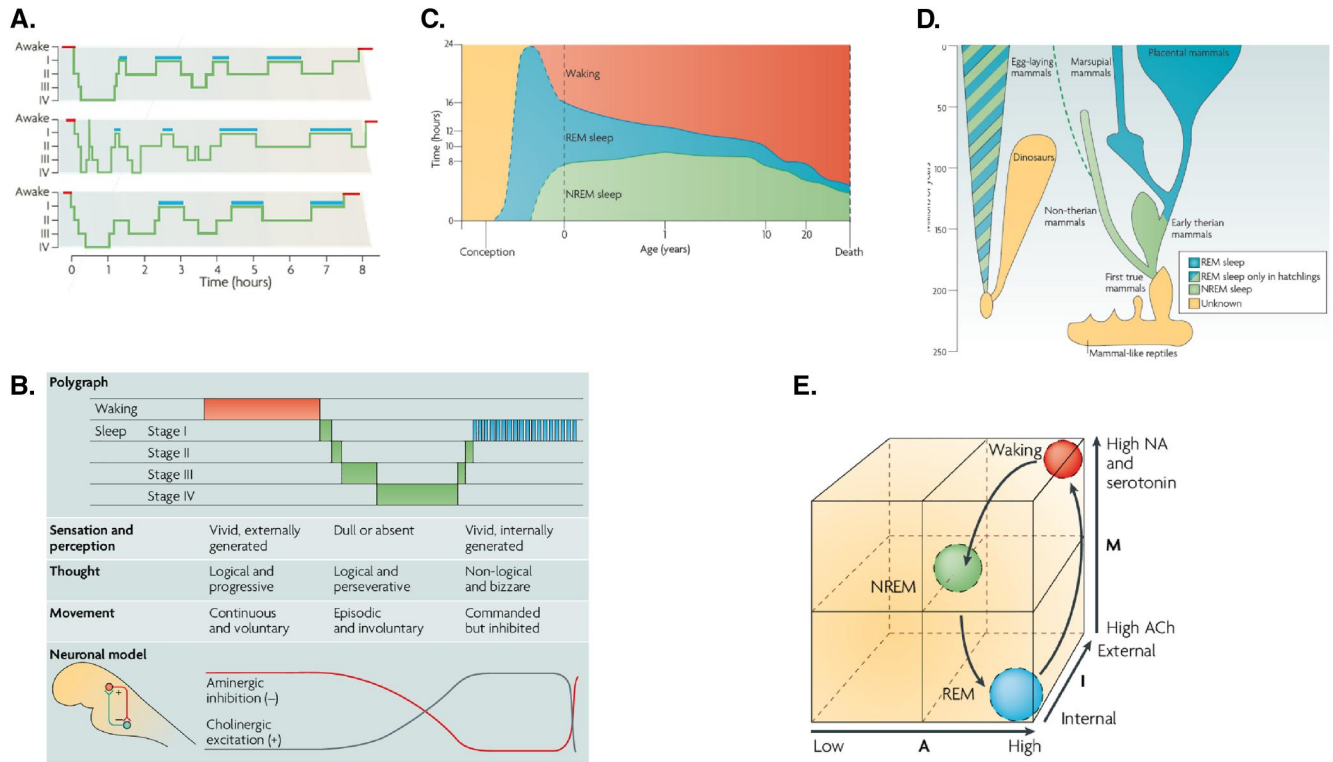 A.
Awake
I
II
III
IV
Awake
I
II
III
IV
Awake
I
II
III
IV
0 1 2 3 4 5 6 7 8
Time (hours)
C.
24
16
12
10
8
0
Time (hours)
Waking
REM sleep
NREM sleep
0 1 10 20
Age (years)
Conception
Death
D.
0
50
100
150
200
250
of years
Egg-laying
mammals
Marsupial
mammals
Placental mammals
Dinosaurs
Non-therian
mammals
Early therian
mammals
First true
mammals
Mammal-like reptiles
REM sleep
REM sleep only in hatchlings
NREM sleep
Unknown
B.
Polygraph
Waking
Sleep Stage I
Stage II
Stage III
Stage IV
Sensation and
perception
Vivid, externally
generated
Dull or absent
Vivid, internally
generated
Thought
Logical and
progressive
Logical and
perseverative
Non-logical
and bizzare
Movement
Continuous
and voluntary
Episodic
and involuntary
Commanded
but inhibited
Neuronal model
+
–
Aminergic
inhibition (–)
Cholinergic
excitation (+)
E.
Waking
NREM
REM
High NA
and
serotonin
M
High ACh
External
I
Internal
Low A High